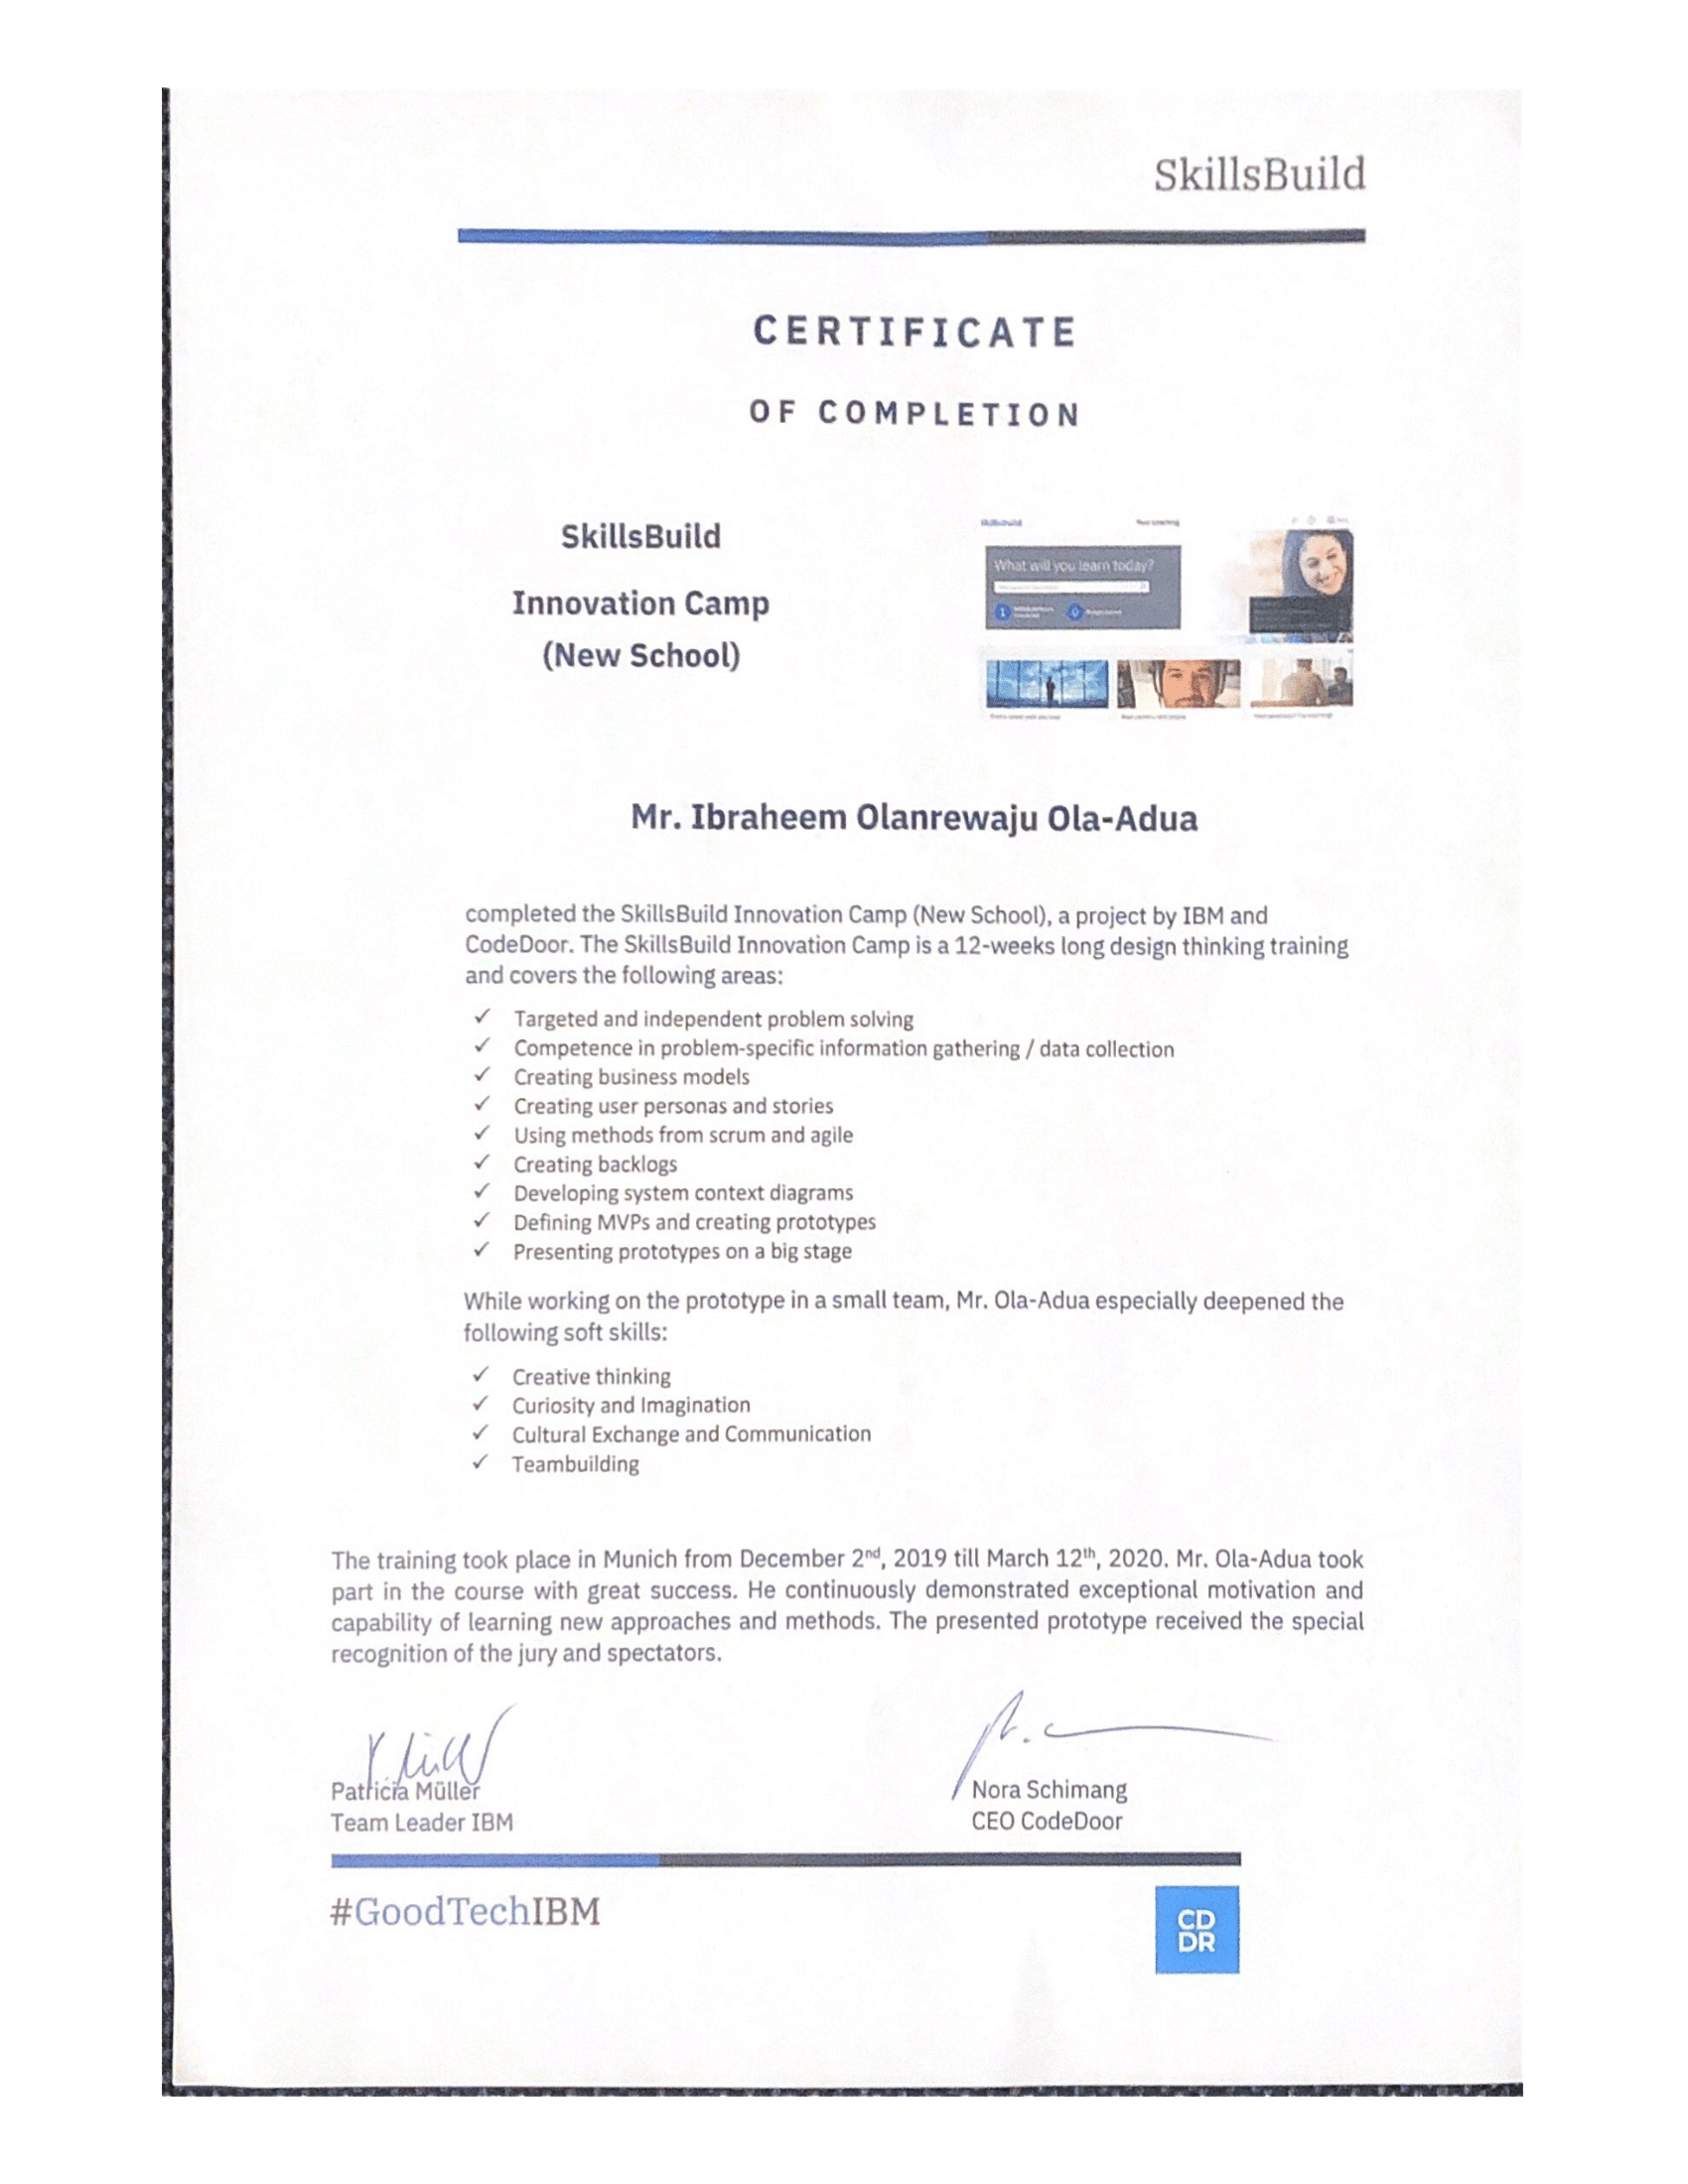 SkillsBuild
CERTIFICATE
OF COMPLETION
SkillsBuild
Innovation Camp
(New School)
What will you learn today?
Mr. Ibraheem Olanrewaju Ola-Adua
completed the SkillsBuild Innovation Camp (New School), a project by IBM and
CodeDoor. The SkillsBuild Innovation Camp is a 12-weeks long design thinking training
and covers the following areas:
✓ Targeted and independent problem solving
✓ Competence in problem-specific information gathering / data collection
✓ Creating business models
✓ Creating user personas and stories
✓ Using methods from scrum and agile
✓ Creating backlogs
✓ Developing system context diagrams
✓ Defining MVPs and creating prototypes
✓ Presenting prototypes on a big stage
While working on the prototype in a small team, Mr. Ola-Adua especially deepened the
following soft skills:
✓ Creative thinking
✓ Curiosity and Imagination
✓ Cultural Exchange and Communication
✓ Teambuilding
The training took place in Munich from December 2nd, 2019 till March 12th, 2020. Mr. Ola-Adua took
part in the course with great success. He continuously demonstrated exceptional motivation and
capability of learning new approaches and methods. The presented prototype received the special
recognition of the jury and spectators.
Patricia Müller
Team Leader IBM
Nora Schimang
CEO CodeDoor
#GoodTechIBM
CD
DR